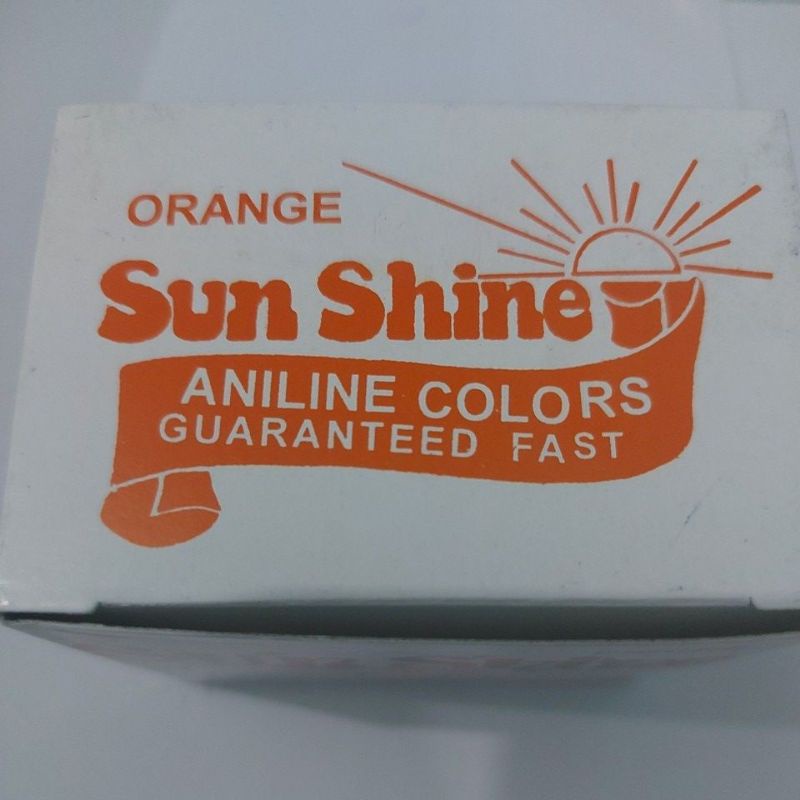 ORANGE
Sun Shine
ANILINE COLORS
GUARANTEED FAST